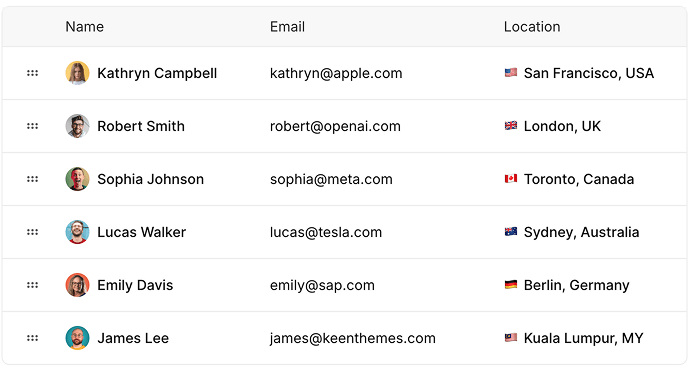 Name Email Location
Kathryn Campbell kathryn@apple.com San Francisco, USA
Robert Smith robert@openai.com London, UK
Sophia Johnson sophia@meta.com Toronto, Canada
Lucas Walker lucas@tesla.com Sydney, Australia
Emily Davis emily@sap.com Berlin, Germany
James Lee james@keenthemes.com Kuala Lumpur, MY